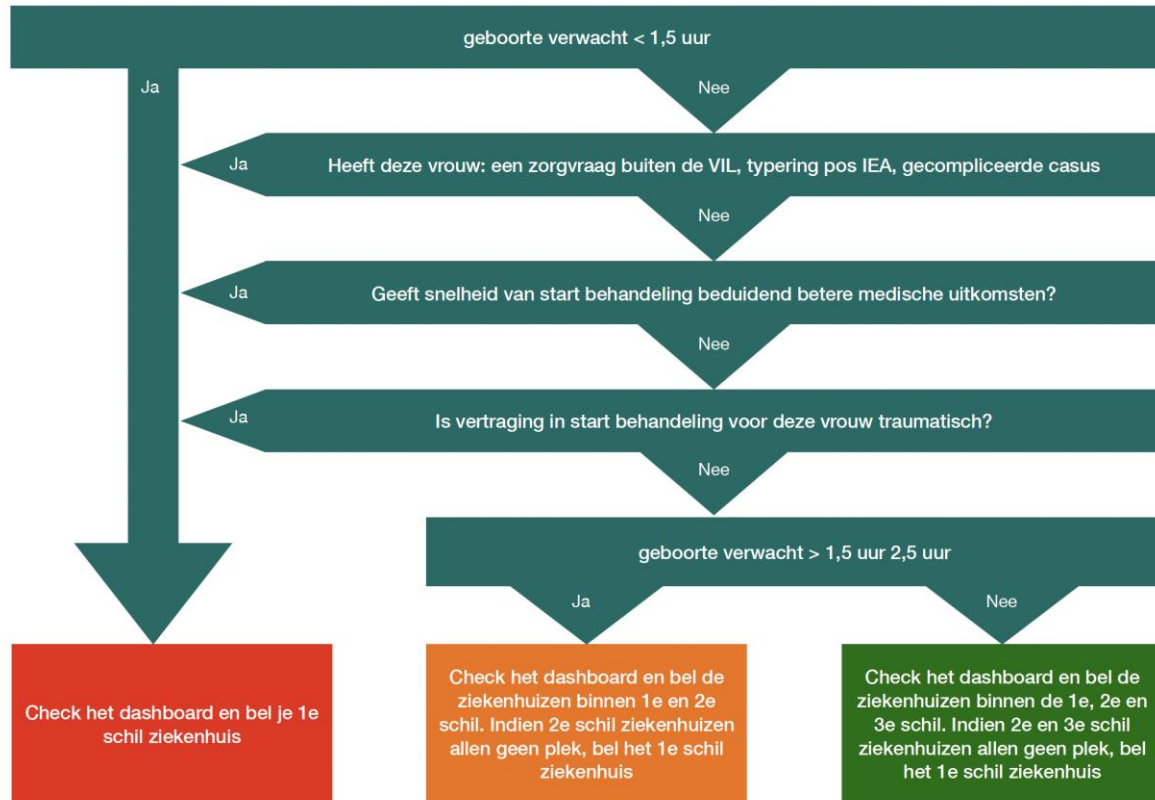 geboorte verwacht < 1,5 uur
Ja
Nee
Ja
Heeft deze vrouw: een zorgvraag buiten de VIL, typering pos IEA, gecompliceerde casus
Nee
Ja
Geeft snelheid van start behandeling beduidend betere medische uitkomsten?
Nee
Ja
Is vertraging in start behandeling voor deze vrouw traumatisch?
Nee
geboorte verwacht > 1,5 uur 2,5 uur
Ja
Nee
Check het dashboard en bel je 1e
schil ziekenhuis
Check het dashboard en bel de
ziekenhuizen binnen 1e en 2e
schil. Indien 2e schil ziekenhuizen
allen geen plek, bel het 1e schil
ziekenhuis
Check het dashboard en bel de
ziekenhuizen binnen de 1e, 2e en
3e schil. Indien 2e en 3e schil
ziekenhuizen allen geen plek, bel
het 1e schil ziekenhuis